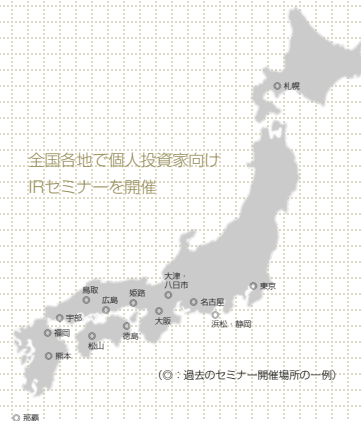 札幌
全国各地で個人投資家向け
IRセミナーを開催
大津・
八日市
東京
鳥取
姫路
名古屋
広島
宇部
大阪
浜松・静岡
福岡
徳島
松山
熊本
(◎：過去のセミナー開催場所の一例)
那覇